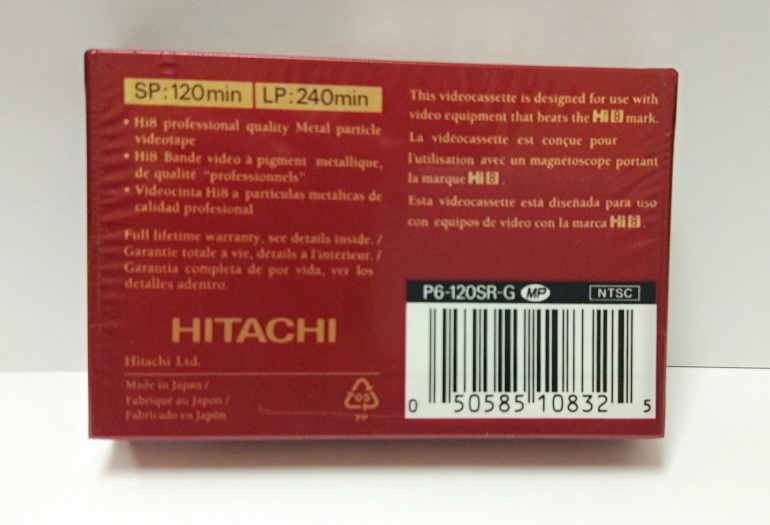 SP:120min LP:240min
• Hi8 professional quality Metal particle
videotape
• Hi8 Bande vidéo à pigment métallique,
de qualité "professionnels"
• Videocinta Hi8 a particulas metalicas de
calidad profesional
Full lifetime warranty, see details inside. /
Garantie totale à vie, détails à l'interieur. /
Garantia completa de por vida, ver los
detalles adentro.
HITACHI
Hitachi Ltd.
Made in Japan /
Fabriqué au Japon /
Fabricado en Japón
05
PP
This videocassette is designed for use with
video equipment that bears the Hi8 mark.
La vidéocassette est conçue pour
l'utilisation avec un magnétoscope portant
la marque Hi8.
Esta videocassette está diseñada para uso
con equipos de video con la marca Hi8.
P6-120SR-G MP NTSC
0 50585 10832 5